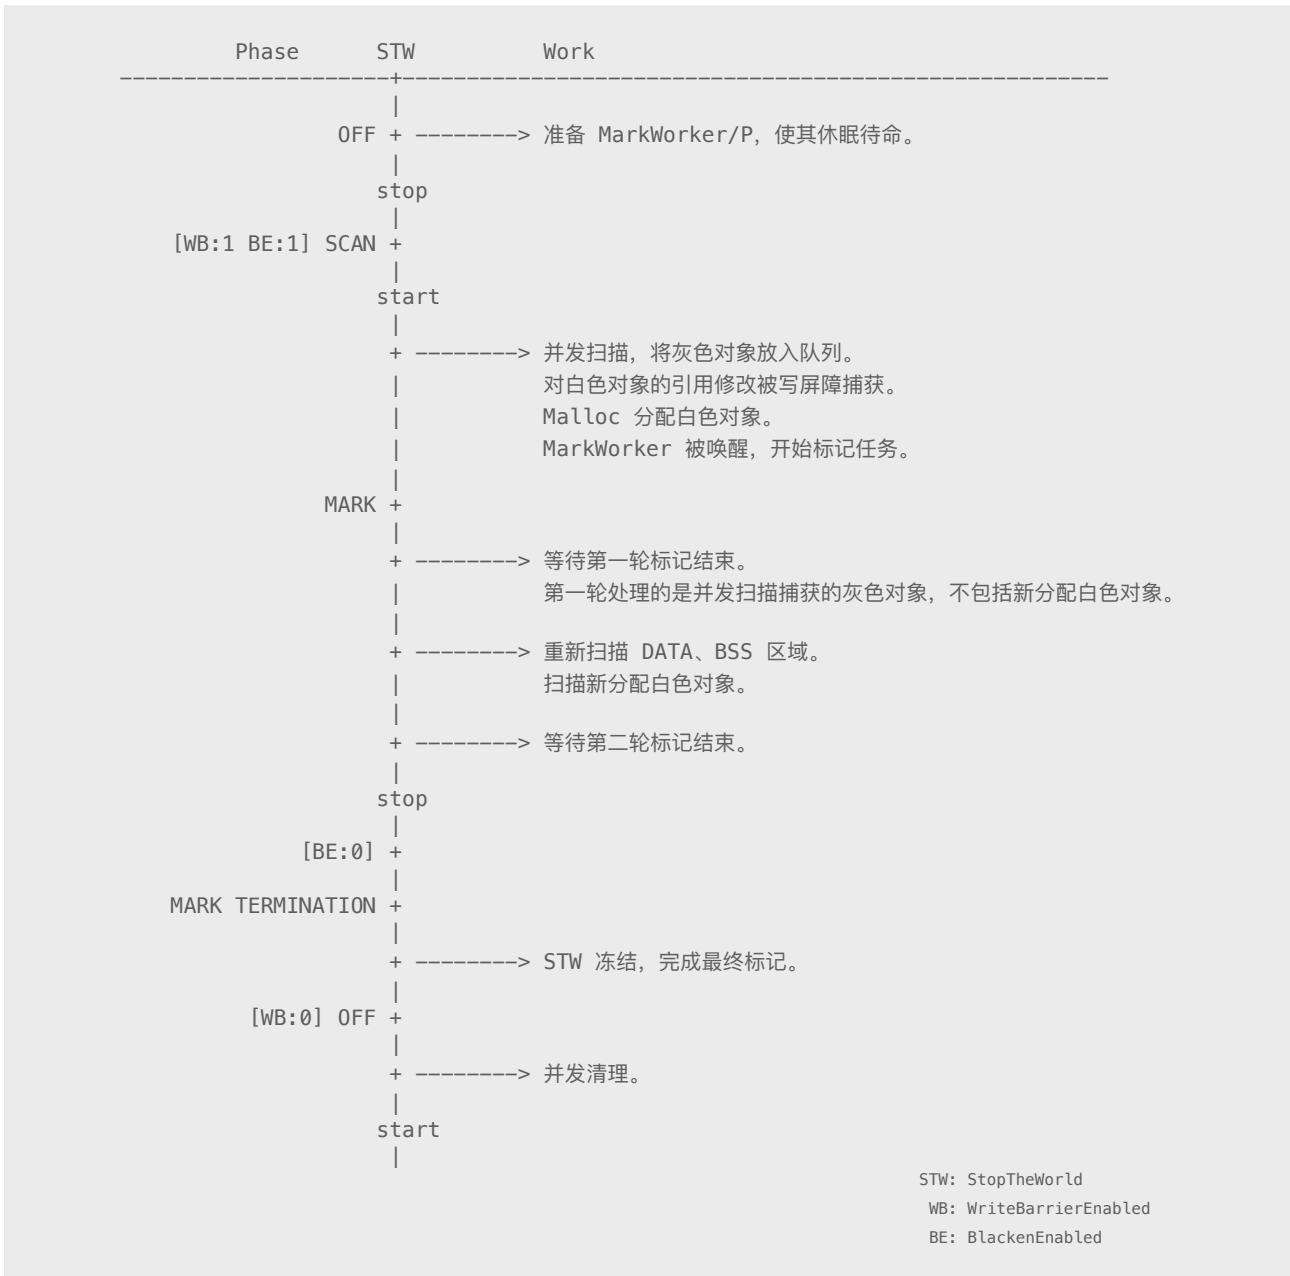 Phase STW Work
---------------------+-------------------------------------------------------
|
OFF + --------> 准备 MarkWorker/P，使其休眠待命。
|
stop
|
[WB:1 BE:1] SCAN +
|
start
|
+ --------> 并发扫描，将灰色对象放入队列。
| 对白色对象的引用修改被写屏障捕获。
| Malloc 分配白色对象。
| MarkWorker 被唤醒，开始标记任务。
|
MARK +
|
+ --------> 等待第一轮标记结束。
| 第一轮处理的是并发扫描捕获的灰色对象，不包括新分配白色对象。
|
+ --------> 重新扫描 DATA、BSS 区域。
| 扫描新分配白色对象。
|
+ --------> 等待第二轮标记结束。
|
stop
|
[BE:0] +
|
MARK TERMINATION +
|
+ --------> STW 冻结，完成最终标记。
|
[WB:0] OFF +
|
+ --------> 并发清理。
|
start
|
STW: StopTheWorld
WB: WriteBarrierEnabled
BE: BlackenEnabled